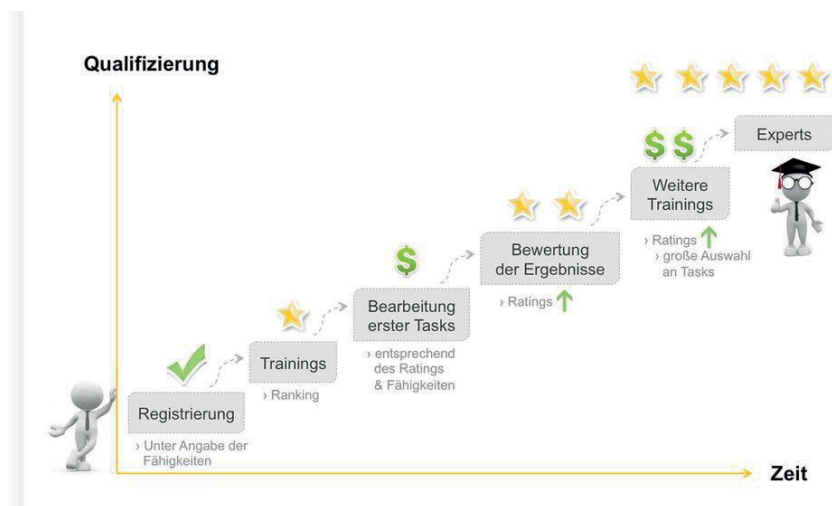 Qualifizierung
Experts
$ $
Weitere
Trainings
› Ratings
› große Auswahl
an Tasks
Bewertung
der Ergebnisse
› Ratings
$
Bearbeitung
erster Tasks
› entsprechend
des Ratings
& Fähigkeiten
Trainings
› Ranking
Registrierung
› Unter Angabe der
Fähigkeiten
Zeit